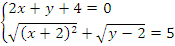 2x + y + 4 = 0
√(x + 2)² + √y − 2 = 5